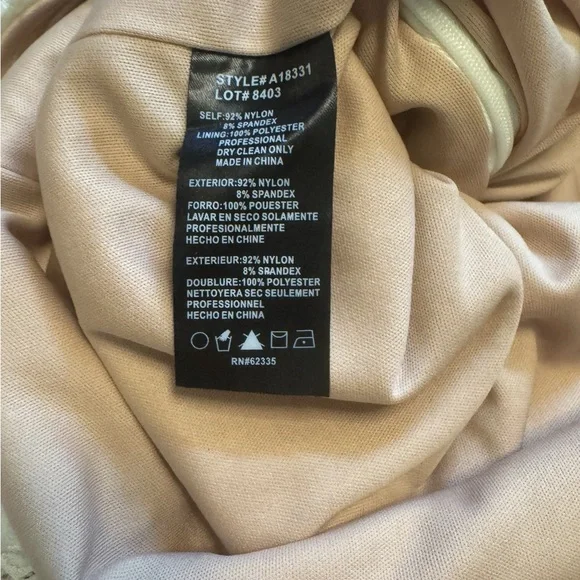 STYLE# A18331
LOT# 8403
SELF:92% NYLON
8% SPANDEX
LINING:100% POLYESTER
PROFESSIONAL
DRY CLEAN ONLY
MADE IN CHINA
EXTERIOR:92% NYLON
8% SPANDEX
FORRO:100% POUESTER
LAVAR EN SECO SOLAMENTE
PROFESIONALMENTE
HECHO EN CHINE
EXTERIEUR:92% NYLON
8% SPANDEX
DOUBLURE:100% POLYESTER
NETTOYERA SEC SEULEMENT
PROFESSIONNEL
HECHO EN CHINA
RN#62335